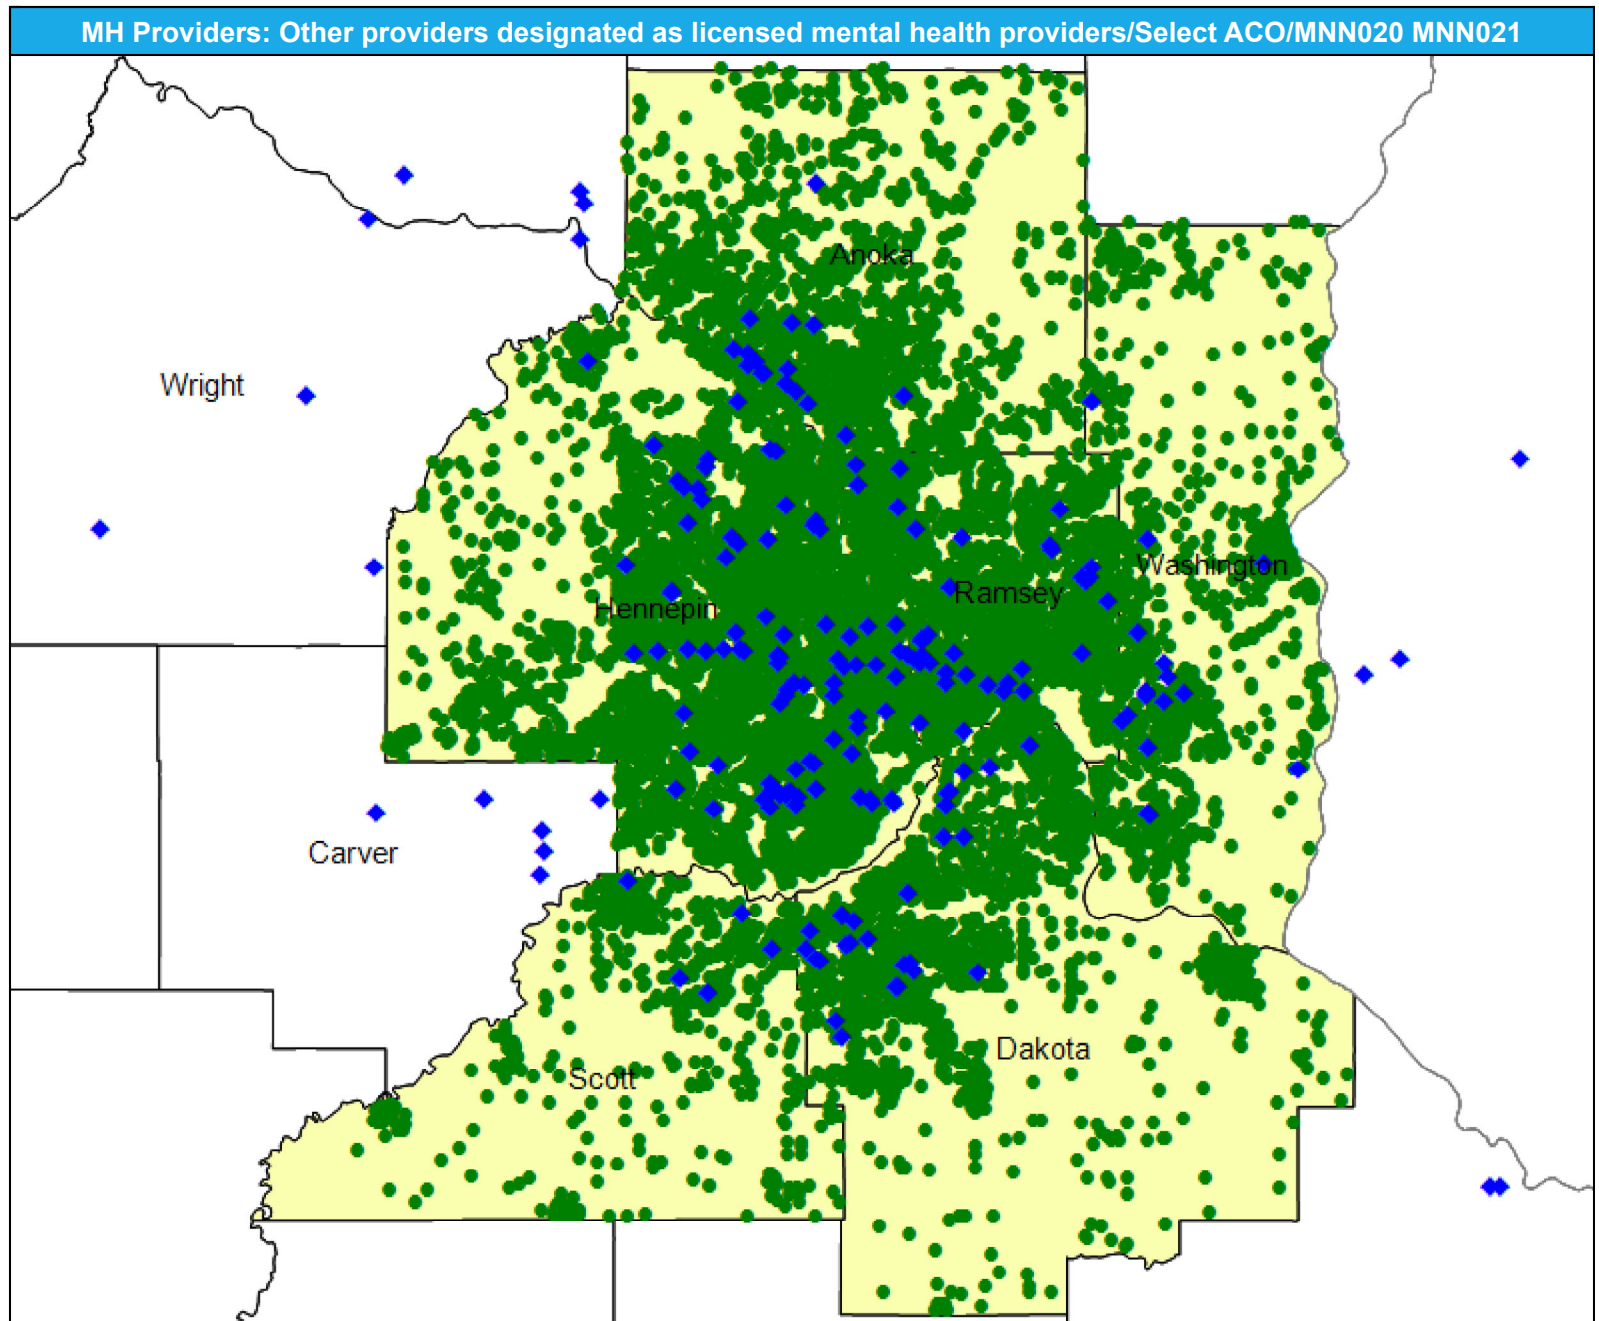 MH Providers: Other providers designated as licensed mental health providers/Select ACO/MNN020 MNN021
Anoka
Wright
Washington
Ramsey
Hennepin
Carver
Dakota
Scott